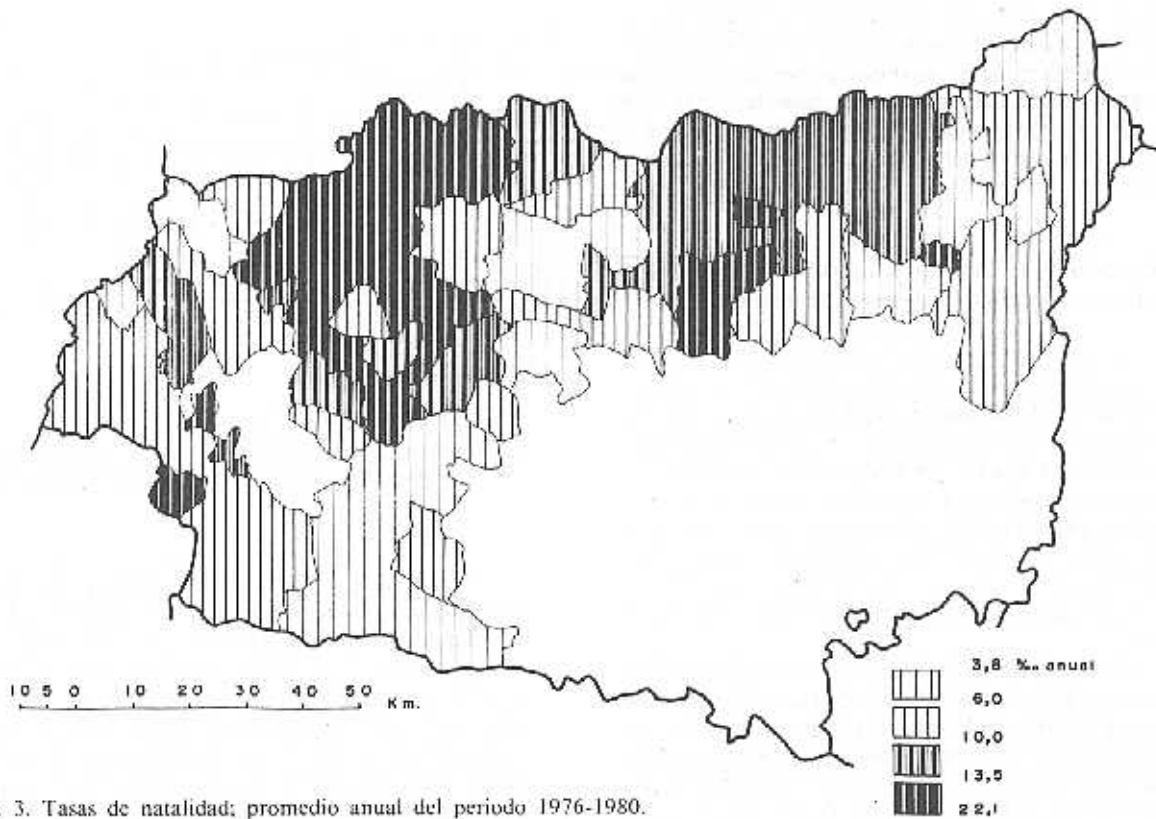 10 5 0 10 20 30 40 50 Km.
3,8 ‰ anual
6,0
10,0
13,5
22,1
. 3. Tasas de natalidad; promedio anual del periodo 1976-1980.